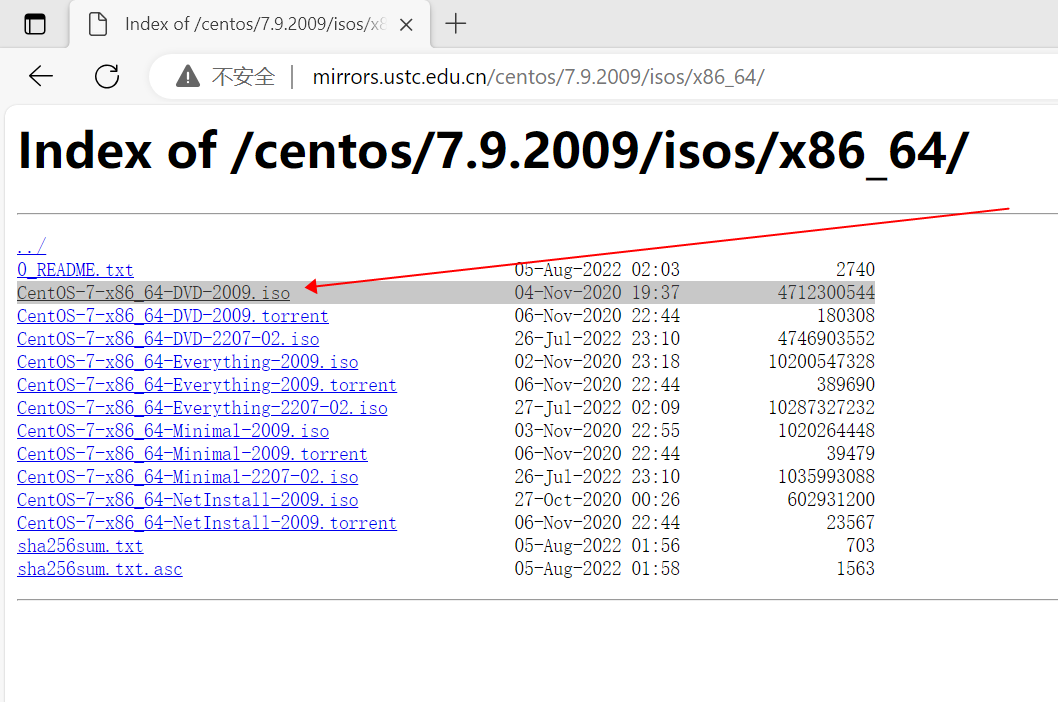 Index of /centos/7.9.2009/isos/x86
不安全 | mirrors.ustc.edu.cn/centos/7.9.2009/isos/x86_64/
Index of /centos/7.9.2009/isos/x86_64/
../
0_README.txt 05-Aug-2022 02:03 2740
CentOS-7-x86_64-DVD-2009.iso 04-Nov-2020 19:37 4712300544
CentOS-7-x86_64-DVD-2009.torrent 06-Nov-2020 22:44 180308
CentOS-7-x86_64-DVD-2207-02.iso 26-Jul-2022 23:10 4746903552
CentOS-7-x86_64-Everything-2009.iso 02-Nov-2020 23:18 10200547328
CentOS-7-x86_64-Everything-2009.torrent 06-Nov-2020 22:44 389690
CentOS-7-x86_64-Everything-2207-02.iso 27-Jul-2022 02:09 10287327232
CentOS-7-x86_64-Minimal-2009.iso 03-Nov-2020 22:55 1020264448
CentOS-7-x86_64-Minimal-2009.torrent 06-Nov-2020 22:44 39479
CentOS-7-x86_64-Minimal-2207-02.iso 26-Jul-2022 23:10 1035993088
CentOS-7-x86_64-NetInstall-2009.iso 27-Oct-2020 00:26 602931200
CentOS-7-x86_64-NetInstall-2009.torrent 06-Nov-2020 22:44 23567
sha256sum.txt 05-Aug-2022 01:56 703
sha256sum.txt.asc 05-Aug-2022 01:58 1563